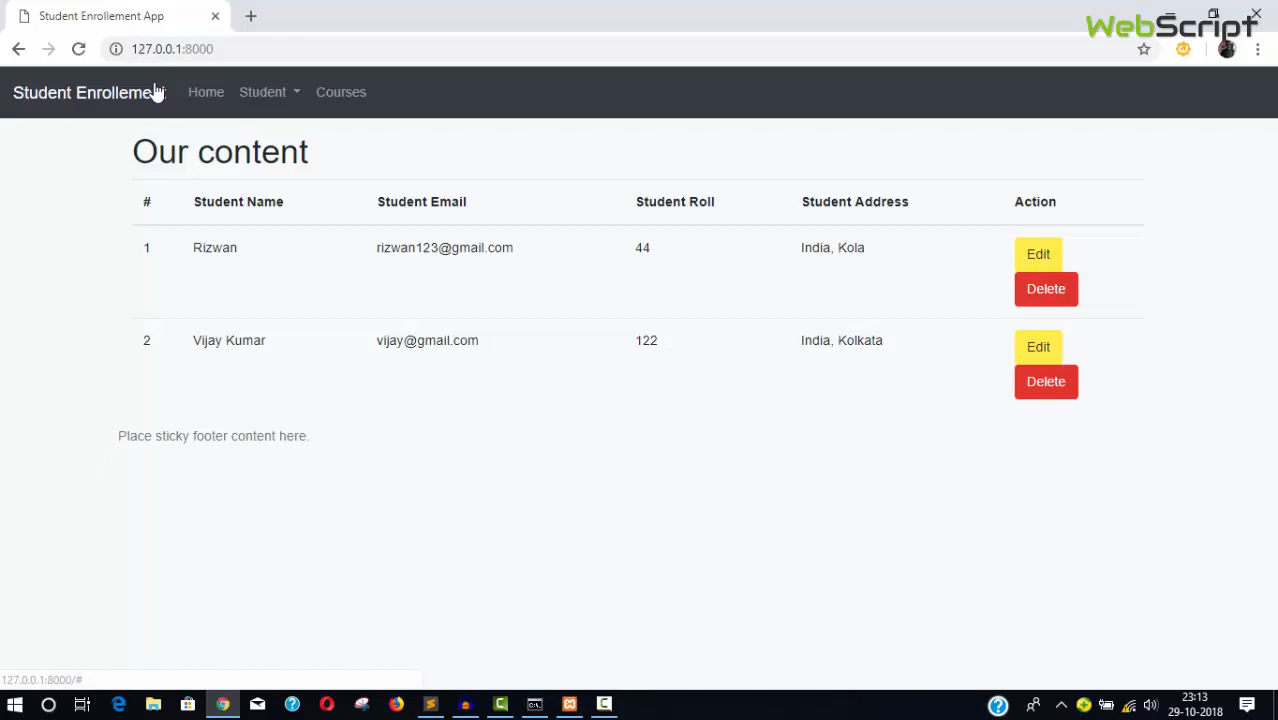 Student Enrollement App
WebScript
127.0.0.1:8000
Home Student Courses
Our content
# Student Name Student Email Student Roll Student Address Action
1 Rizwan rizwan123@gmail.com 44 India, Kola Edit
Delete
2 Vijay Kumar vijay@gmail.com 122 India, Kolkata Edit
Delete
Place sticky footer content here.
127.0.0.1:8000/#
23:13
29-10-2018